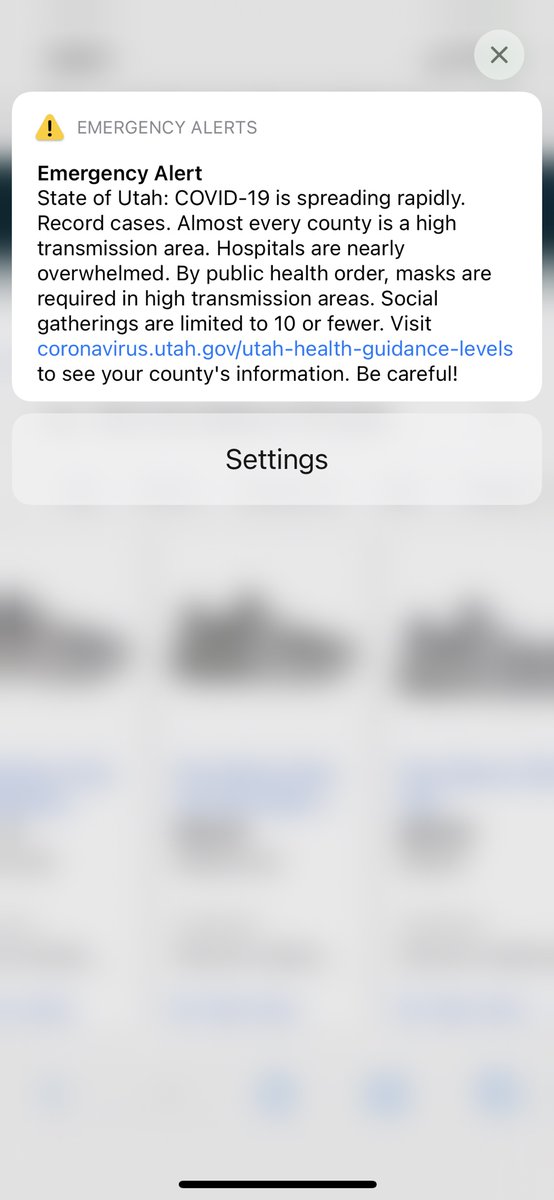 EMERGENCY ALERTS
Emergency Alert
State of Utah: COVID-19 is spreading rapidly.
Record cases. Almost every county is a high
transmission area. Hospitals are nearly
overwhelmed. By public health order, masks are
required in high transmission areas. Social
gatherings are limited to 10 or fewer. Visit
coronavirus.utah.gov/utah-health-guidance-levels
to see your county's information. Be careful!
Settings